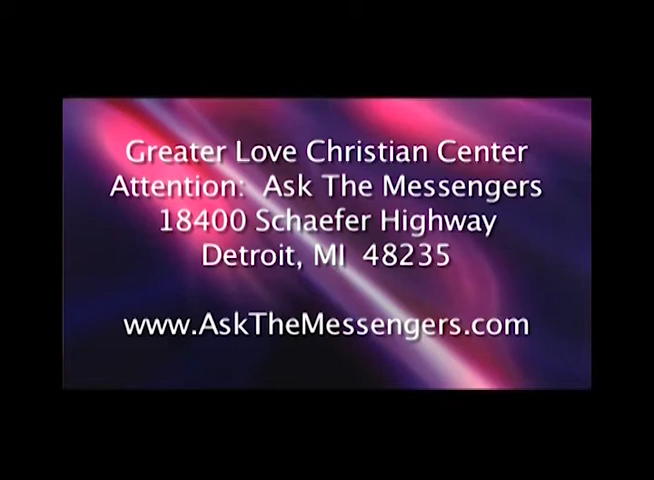 Greater Love Christian Center
Attention:  Ask The Messengers
18400 Schaefer Highway
Detroit, MI  48235
www.AskTheMessengers.com